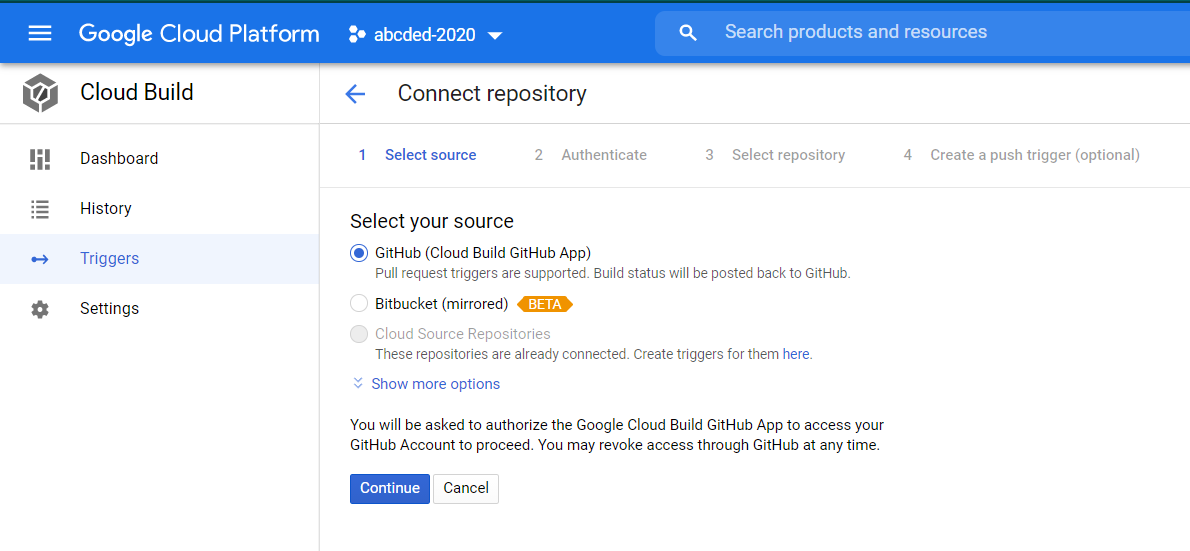 Google Cloud Platform
abcded-2020
Search products and resources
Cloud Build
Connect repository
Dashboard
History
Triggers
Settings
1 Select source 2 Authenticate 3 Select repository 4 Create a push trigger (optional)
Select your source
GitHub (Cloud Build GitHub App)
Pull request triggers are supported. Build status will be posted back to GitHub.
Bitbucket (mirrored) BETA
Cloud Source Repositories
These repositories are already connected. Create triggers for them here.
Show more options
You will be asked to authorize the Google Cloud Build GitHub App to access your
GitHub Account to proceed. You may revoke access through GitHub at any time.
Continue Cancel